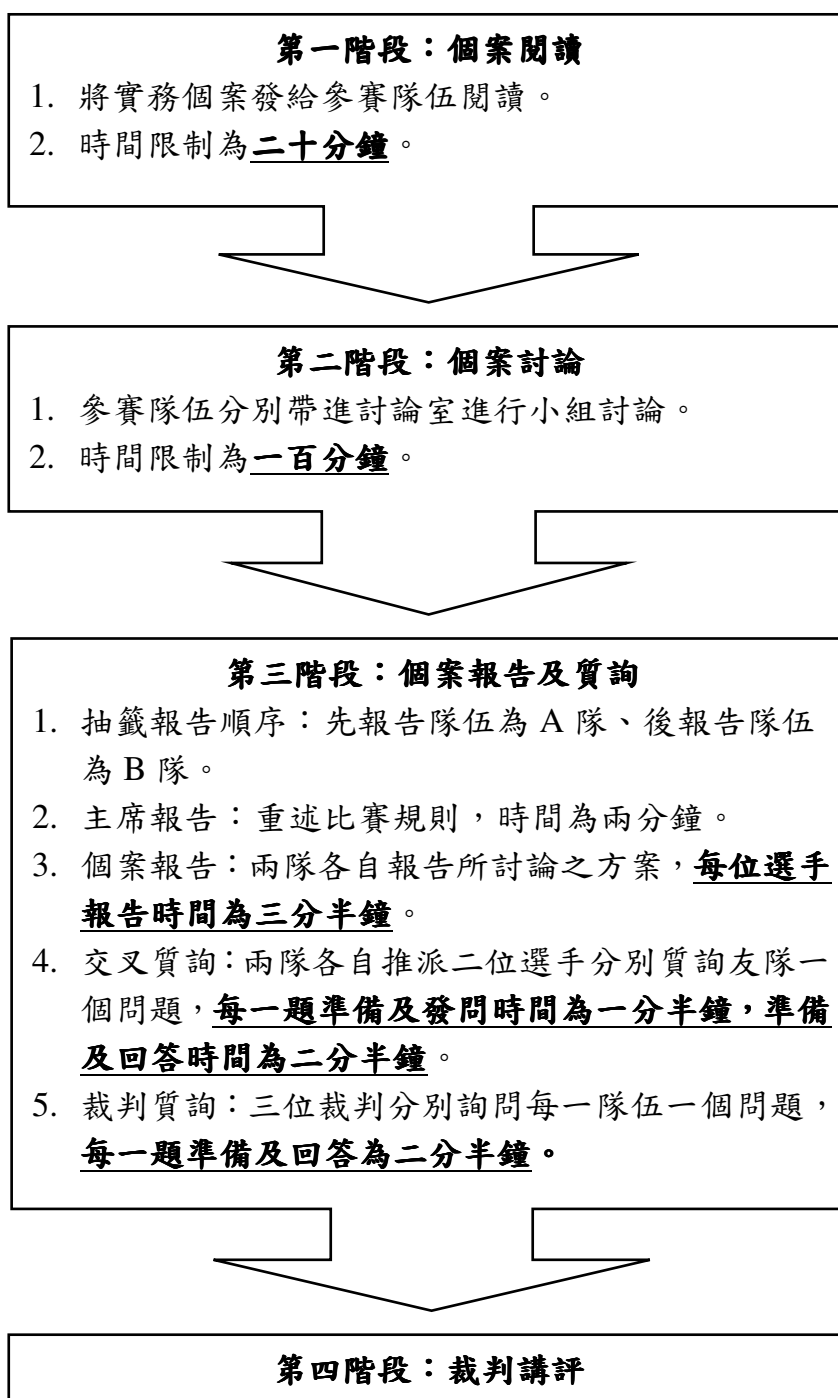 第一階段：個案閱讀
1. 將實務個案發給參賽隊伍閱讀。
2. 時間限制為二十分鐘。
第二階段：個案討論
1. 參賽隊伍分別帶進討論室進行小組討論。
2. 時間限制為一百分鐘。
第三階段：個案報告及質詢
1. 抽籤報告順序：先報告隊伍為 A 隊、後報告隊伍
為 B 隊。
2. 主席報告：重述比賽規則，時間為兩分鐘。
3. 個案報告：兩隊各自報告所討論之方案，每位選手
報告時間為三分半鐘。
4. 交叉質詢：兩隊各自推派二位選手分別質詢友隊一
個問題，每一題準備及發問時間為一分半鐘，準備
及回答時間為二分半鐘。
5. 裁判質詢：三位裁判分別詢問每一隊伍一個問題，
每一題準備及回答為二分半鐘。
第四階段：裁判講評